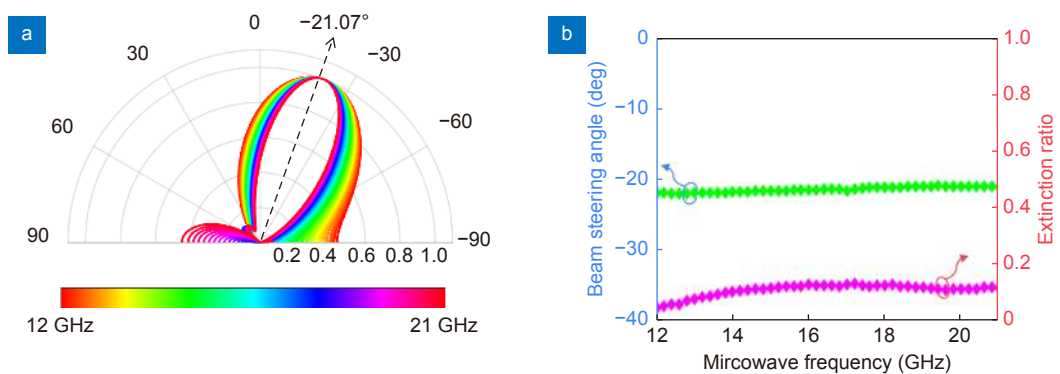 a
0
−21.07°
30
−30
60
−60
90
−90
0.2 0.4 0.6 0.8 1.0
12 GHz
21 GHz
b
Beam steering angle (deg)
0
−10
−20
−30
−40
12 14 16 18 20
Mircowave frequency (GHz)
1.0
0.8
0.6
0.4
0.2
0
Extinction ratio